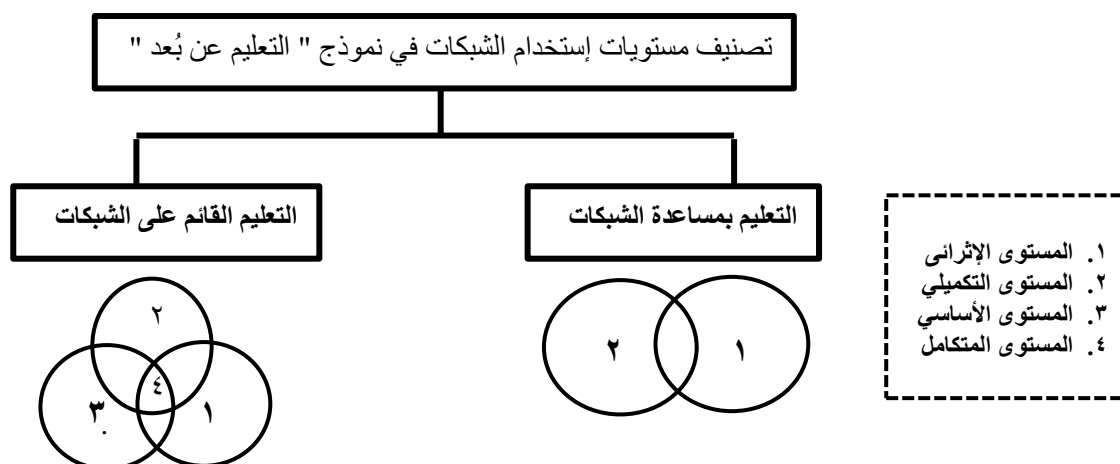 تصنيف مستويات إستخدام الشبكات في نموذج " التعليم عن بُعد "
التعليم بمساعدة الشبكات
التعليم القائم على الشبكات
١
٢
٢
٤
١
٣.
١. المستوى الإثرائى
٢. المستوى التكميلي
٣. المستوى الأساسي
٤. المستوى المتكامل